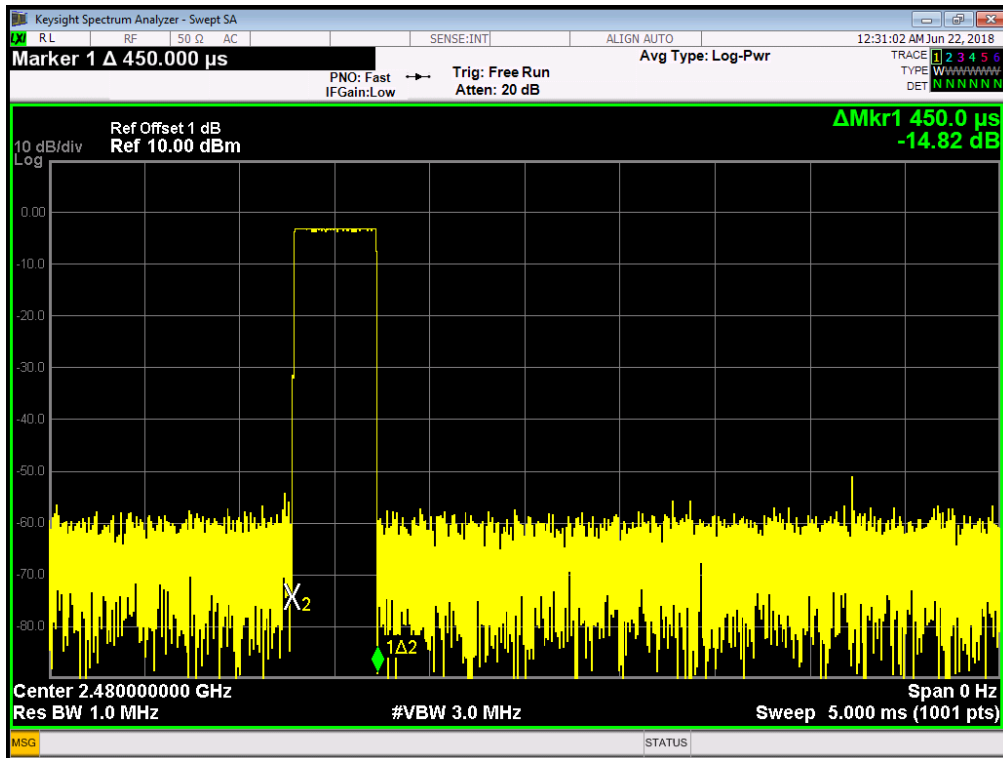 Keysight Spectrum Analyzer - Swept SA
LXI RL RF 50 Ω AC SENSE:INT ALIGN AUTO 12:31:02 AM Jun 22, 2018
Marker 1 Δ 450.000 μs
PNO: Fast
IFGain:Low
Trig: Free Run
Atten: 20 dB
Avg Type: Log-Pwr
TRACE 1 2 3 4 5 6
TYPE WWWWWW
DET N N N N N N
ΔMkr1 450.0 μs
-14.82 dB
Ref Offset 1 dB
10 dB/div Ref 10.00 dBm
Log
0.00
-10.0
-20.0
-30.0
-40.0
-50.0
-60.0
-70.0
X2
-80.0
1Δ2
Center 2.480000000 GHz Span 0 Hz
Res BW 1.0 MHz #VBW 3.0 MHz Sweep 5.000 ms (1001 pts)
MSG STATUS